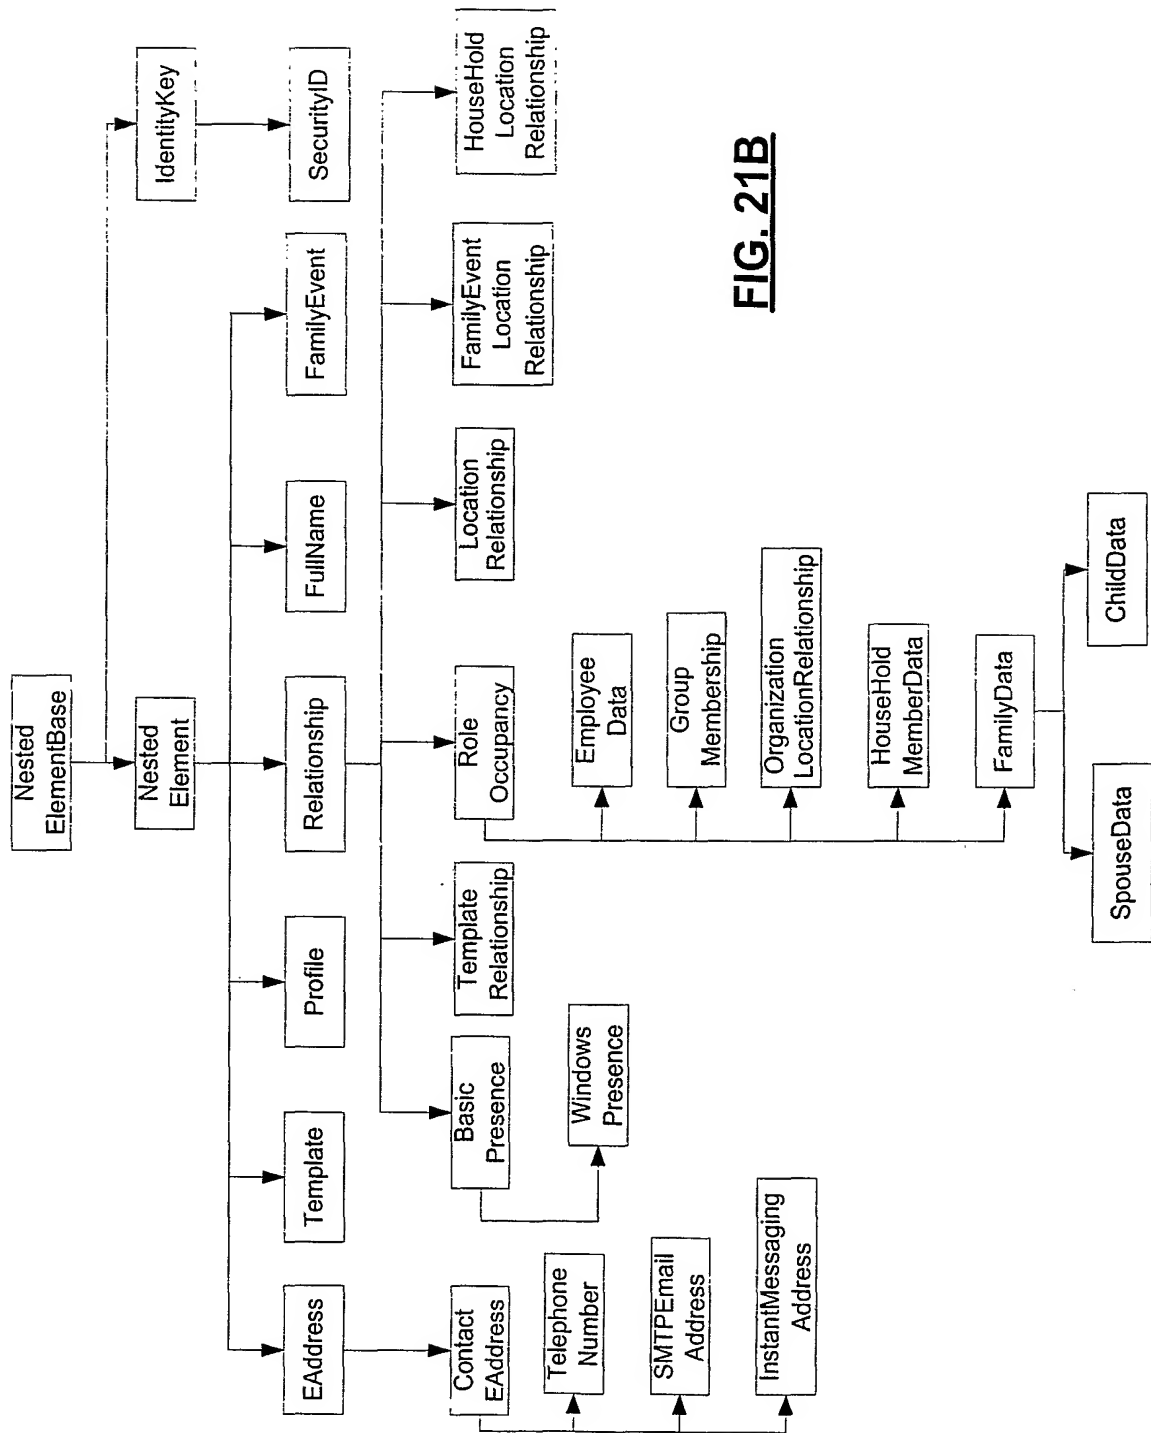 Nested
ElementBase
Nested
Element
IdentityKey
EAddress
Template
Profile
Relationship
FullName
FamilyEvent
SecurityID
Contact
EAddress
Basic
Presence
Template
Relationship
Role
Occupancy
Location
Relationship
FamilyEvent
Location
Relationship
HouseHold
Location
Relationship
Telephone
Number
SMTPEmail
Address
InstantMessaging
Address
Windows
Presence
Employee
Data
Group
Membership
Organization
LocationRelationship
HouseHold
MemberData
FamilyData
SpouseData
ChildData
FIG. 21B